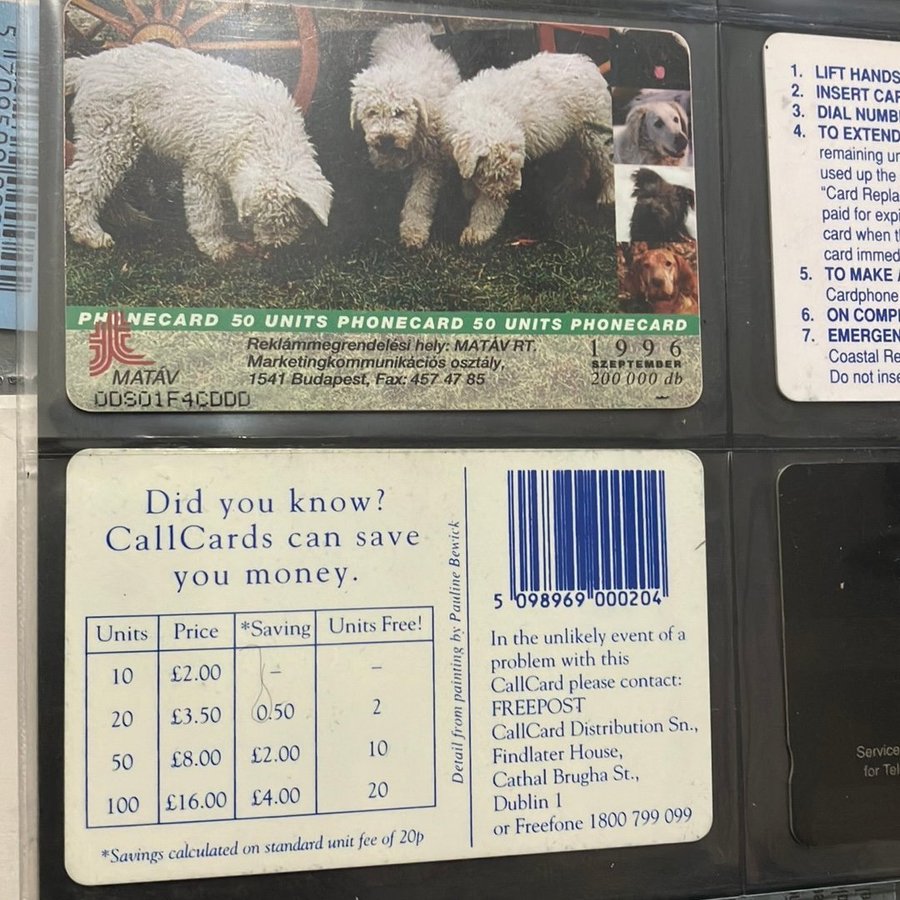 PHONECARD 50 UNITS PHONECARD 50 UNITS PHONECARD
MATÁV
Reklámmegrendelési hely: MATÁV RT.
Marketingkommunikációs osztály,
1541 Budapest, Fax: 457 47 85
1996
SZEPTEMBER
200 000 db
0DS01F4CDDD
1. LIFT HANDS
2. INSERT CAR
3. DIAL NUMBE
4. TO EXTEND
remaining un
used up the
"Card Repla
paid for expi
card when t
card immed
5. TO MAKE A
Cardphone
6. ON COMPL
7. EMERGEN
Coastal Re
Do not inse
Did you know?
CallCards can save
you money.
Units Price *Saving Units Free!
10 £2.00 – –
20 £3.50 0.50 2
50 £8.00 £2.00 10
100 £16.00 £4.00 20
*Savings calculated on standard unit fee of 20p
Detail from painting by Pauline Bewick
5 098969 000204
In the unlikely event of a
problem with this
CallCard please contact:
FREEPOST
CallCard Distribution Sn.,
Findlater House,
Cathal Brugha St.,
Dublin 1
or Freefone 1800 799 099
Service
for Tel